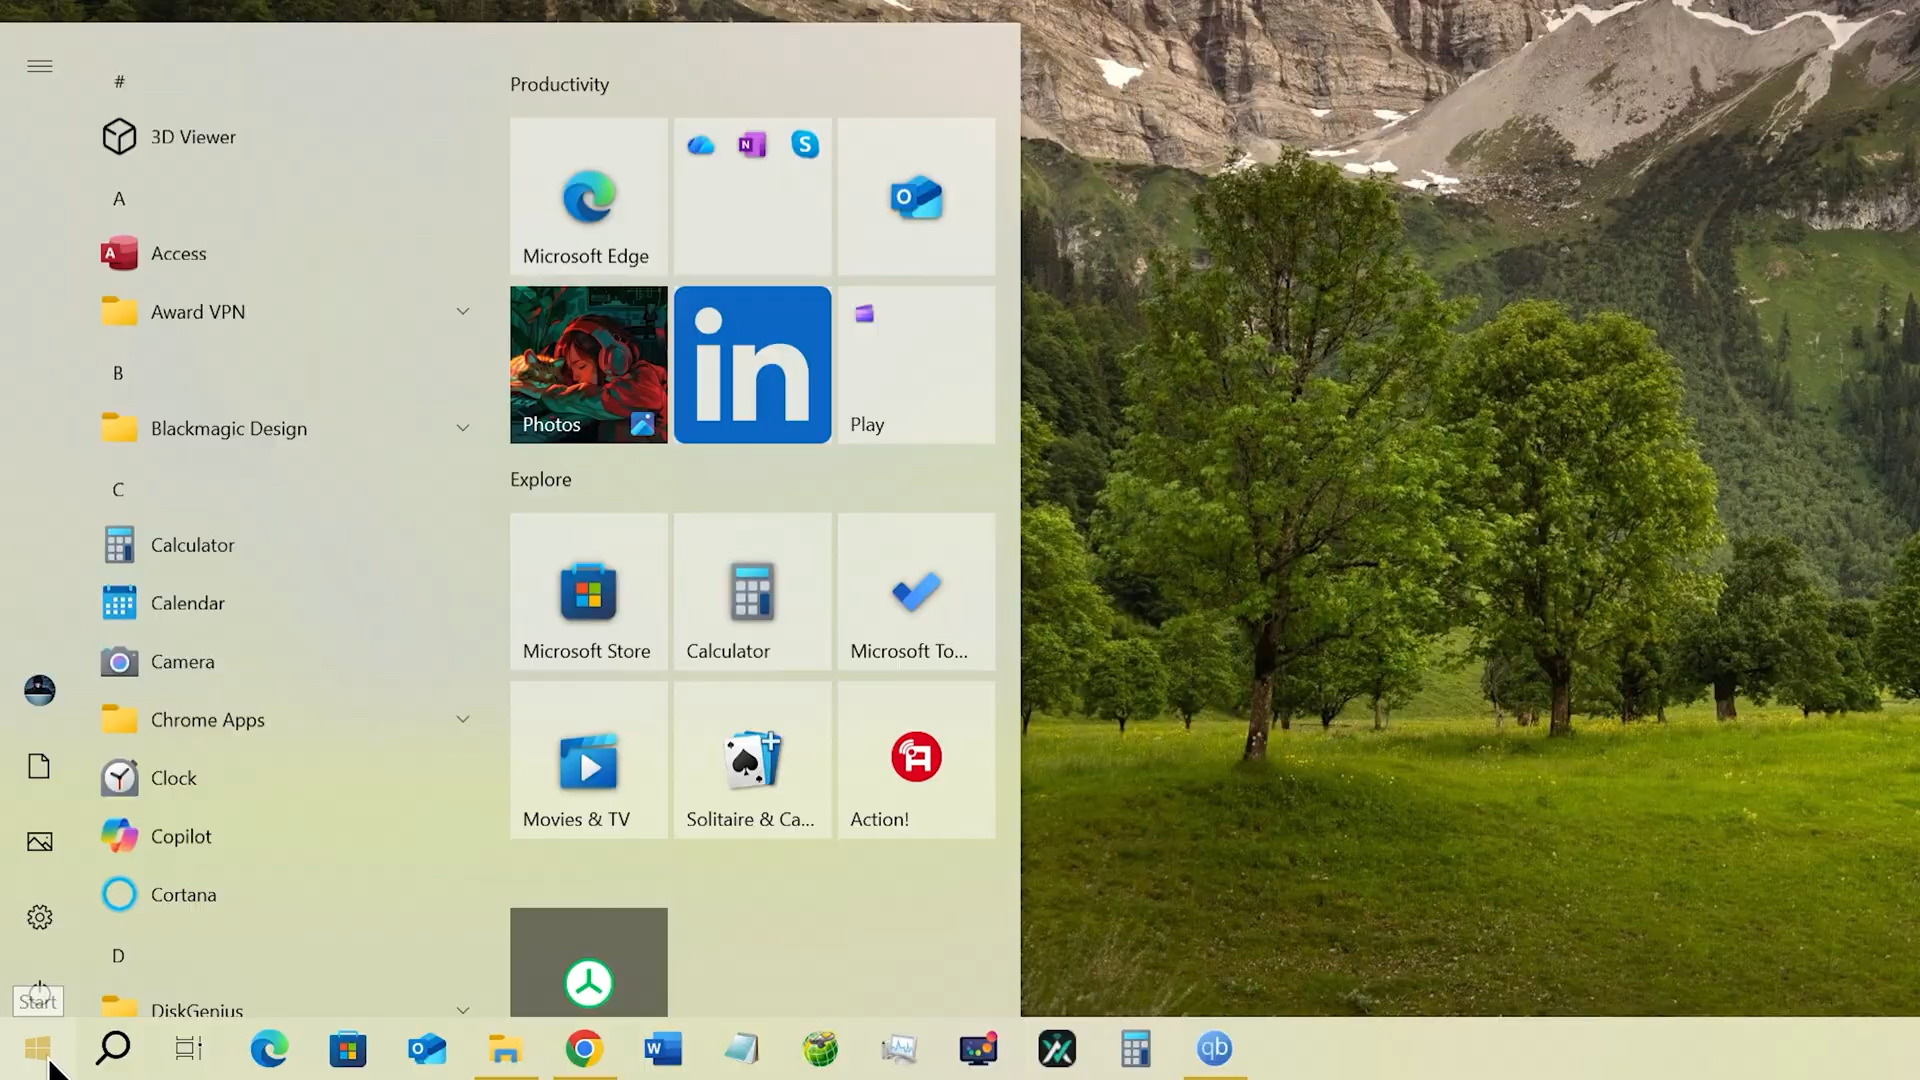 #
3D Viewer
A
Access
Award VPN
B
Blackmagic Design
C
Calculator
Calendar
Camera
Chrome Apps
Clock
Copilot
Cortana
D
DiskGenius
Start
Productivity
Microsoft Edge
Photos
in
Play
Explore
Microsoft Store
Calculator
Microsoft To...
Movies & TV
Solitaire & Ca...
Action!
qb